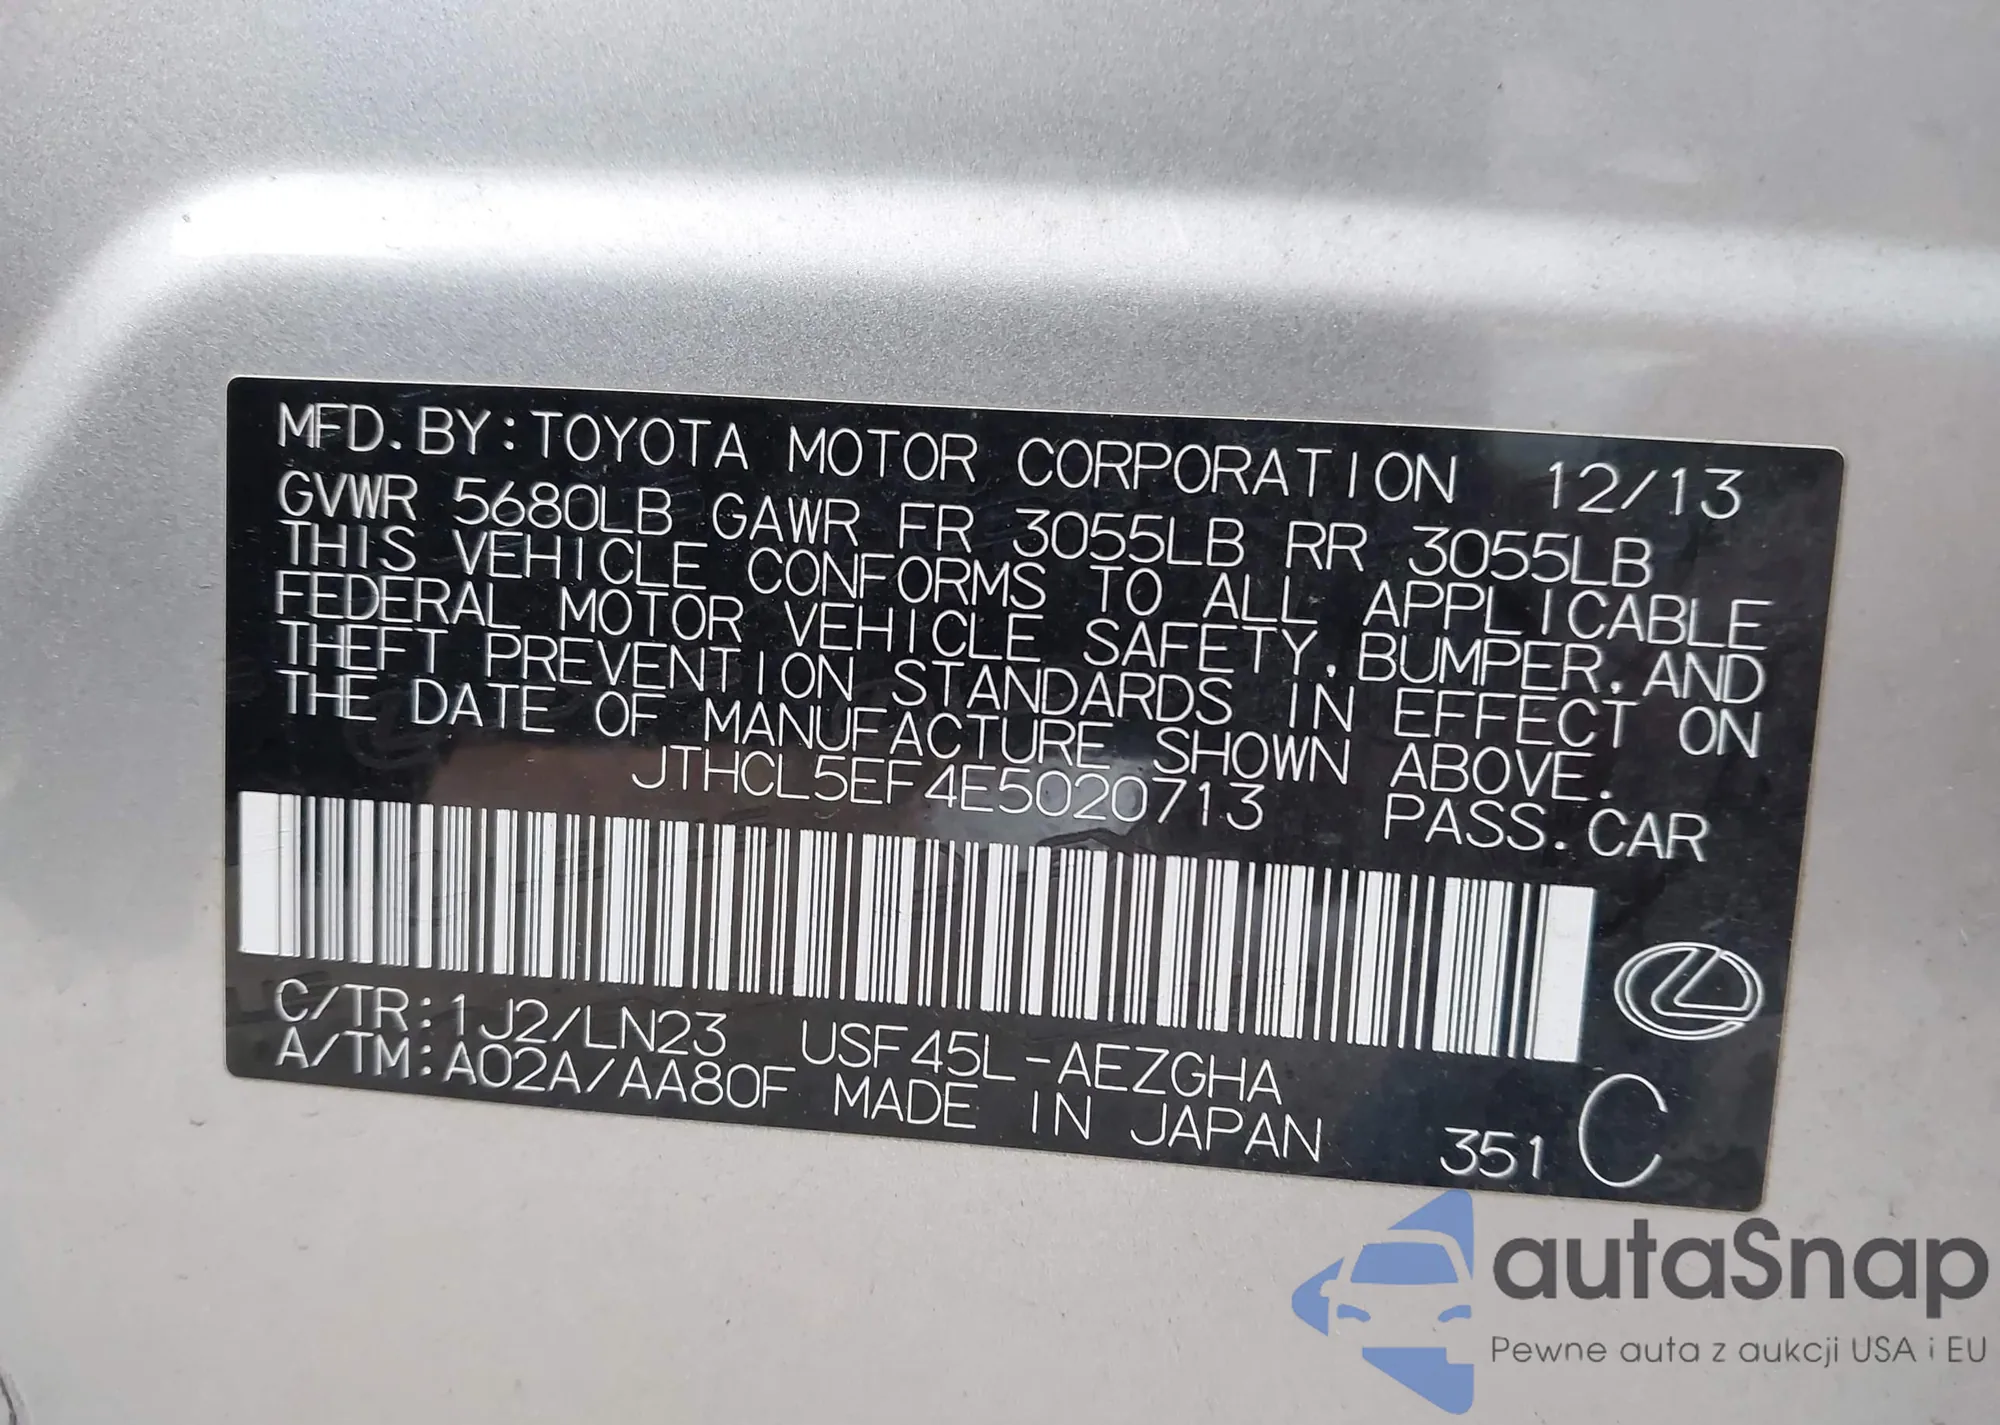 MFD. BY: TOYOTA MOTOR CORPORATION 12/13
GVWR 5680LB GAWR FR 3055LB RR 3055LB
THIS VEHICLE CONFORMS TO ALL APPLICABLE
FEDERAL MOTOR VEHICLE SAFETY, BUMPER, AND
THEFT PREVENTION STANDARDS IN EFFECT ON
THE DATE OF MANUFACTURE SHOWN ABOVE.
JTHCL5EF4E5020713 PASS. CAR
C/TR: 1J2/LN23 USF45L-AEZGHA
A/TM: A02A/AA80F MADE IN JAPAN 351 C
autaSnap
Pewne auta z aukcji USA i EU